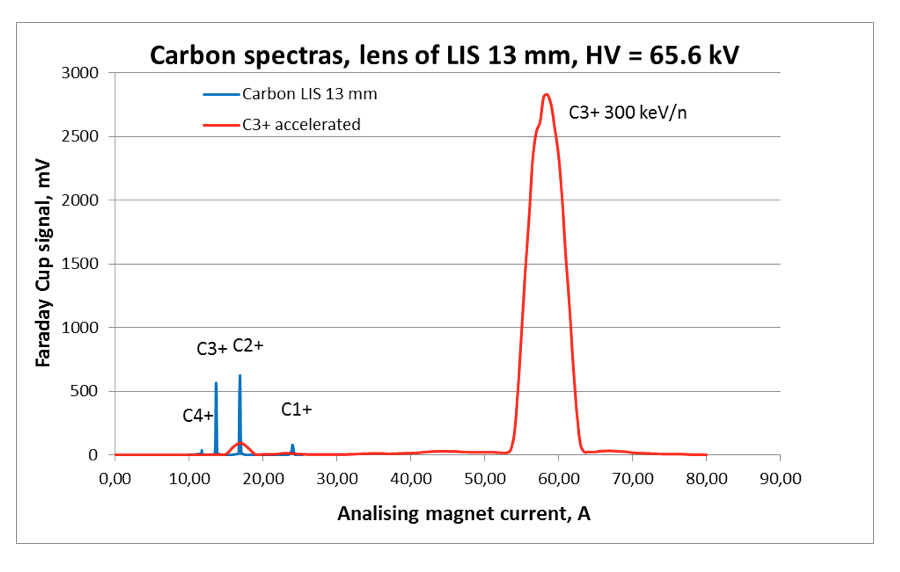 Carbon spectras, lens of LIS 13 mm, HV = 65.6 kV
3000
Carbon LIS 13 mm
C3+ accelerated
C3+ 300 keV/n
2500
2000
1500
1000
500
0
Faraday Cup signal, mV
C3+ C2+
C4+
C1+
0,00 10,00 20,00 30,00 40,00 50,00 60,00 70,00 80,00 90,00
Analising magnet current, A